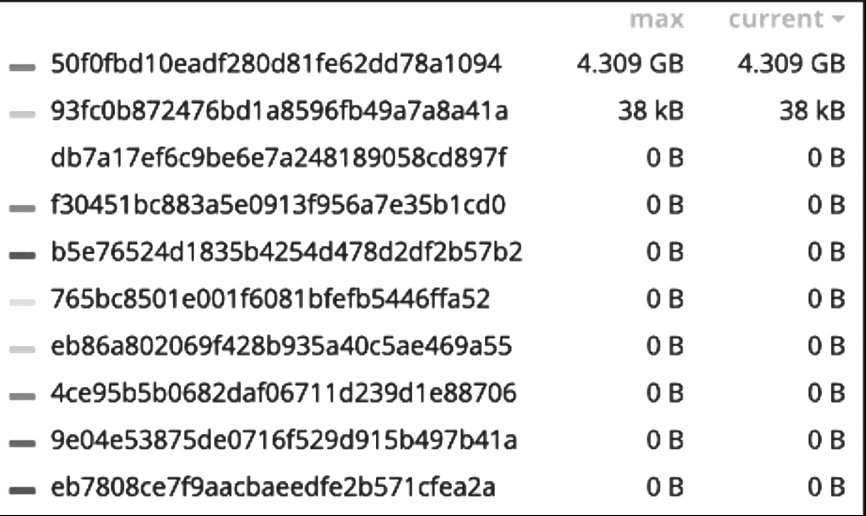 max current
50f0fbd10eadf280d81fe62dd78a1094 4.309 GB 4.309 GB
93fc0b872476bd1a8596fb49a7a8a41a 38 kB 38 kB
db7a17ef6c9be6e7a248189058cd897f 0 B 0 B
f30451bc883a5e0913f956a7e35b1cd0 0 B 0 B
b5e76524d1835b4254d478d2df2b57b2 0 B 0 B
765bc8501e001f6081bfefb5446ffa52 0 B 0 B
eb86a802069f428b935a40c5ae469a55 0 B 0 B
4ce95b5b0682daf06711d239d1e88706 0 B 0 B
9e04e53875de0716f529d915b497b41a 0 B 0 B
eb7808ce7f9aacbaeedfe2b571cfea2a 0 B 0 B